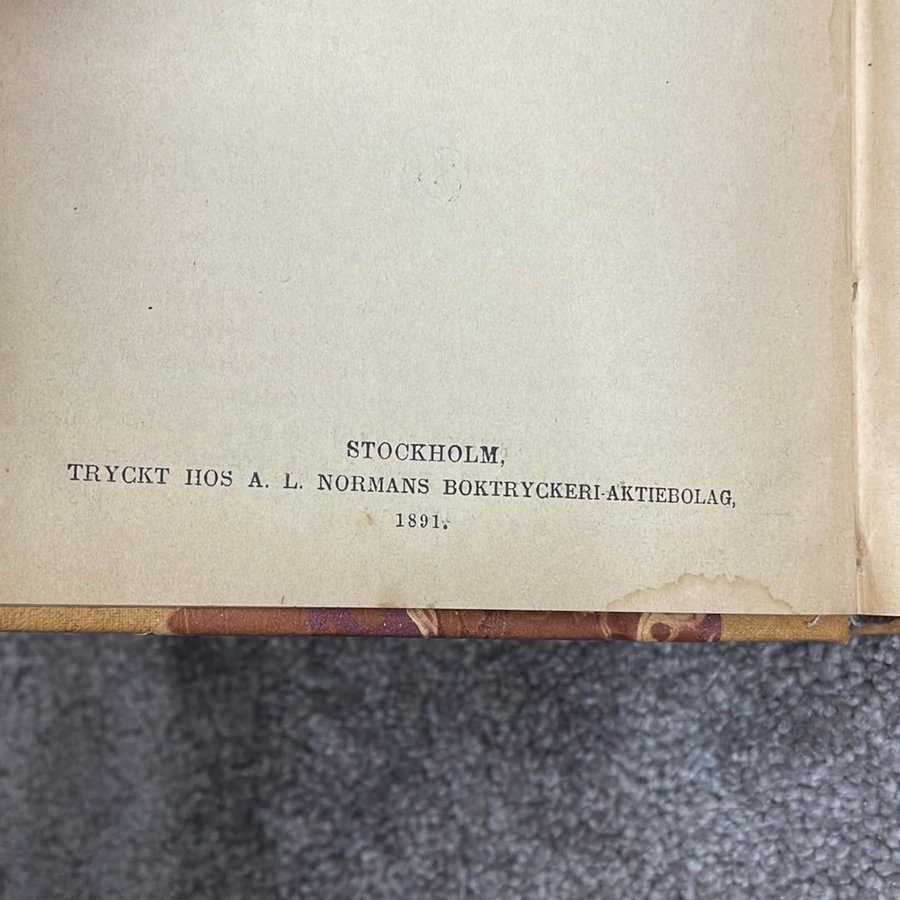 STOCKHOLM,
TRYCKT HOS A. L. NORMANS BOKTRYCKERI-AKTIEBOLAG,
1891.